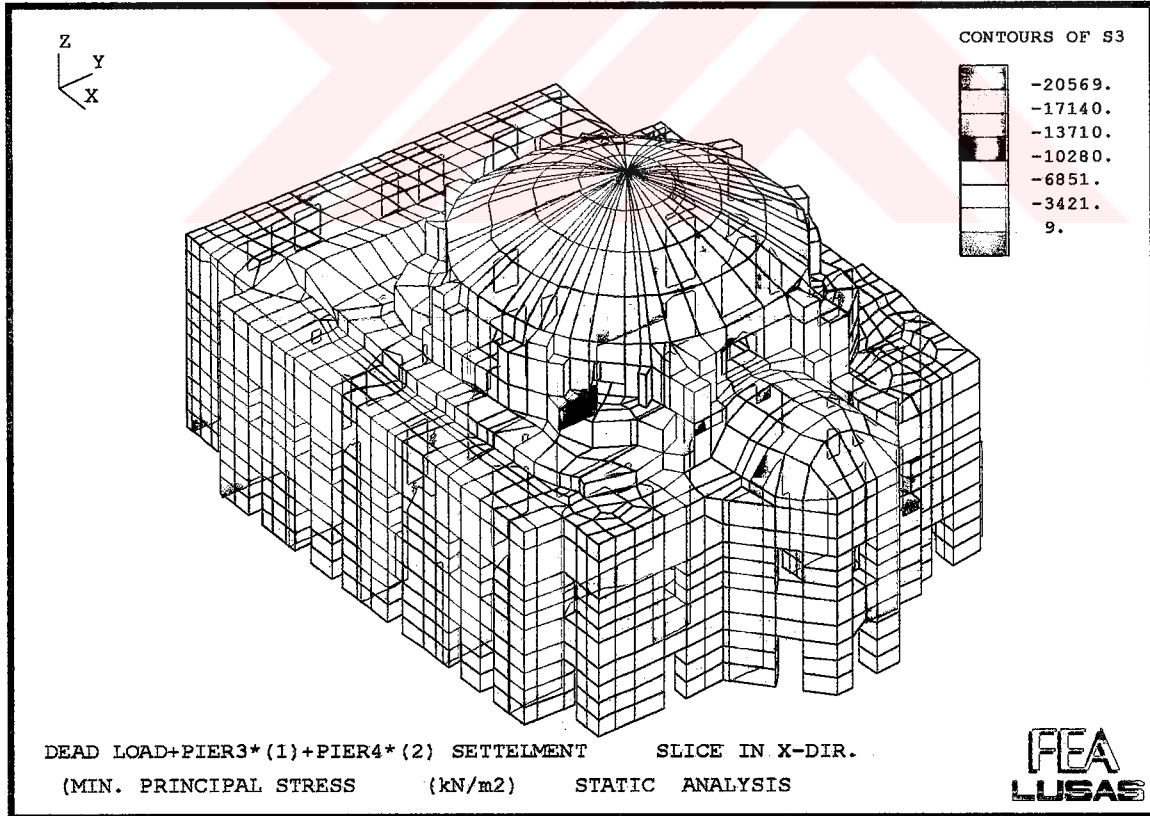 CONTOURS OF S3
Z
Y
X
-20569.
-17140.
-13710.
-10280.
-6851.
-3421.
9.
DEAD LOAD+PIER3*(1)+PIER4*(2) SETTELMENT SLICE IN X-DIR.
(MIN. PRINCIPAL STRESS (kN/m2) STATIC ANALYSIS
FEA
LUSAS